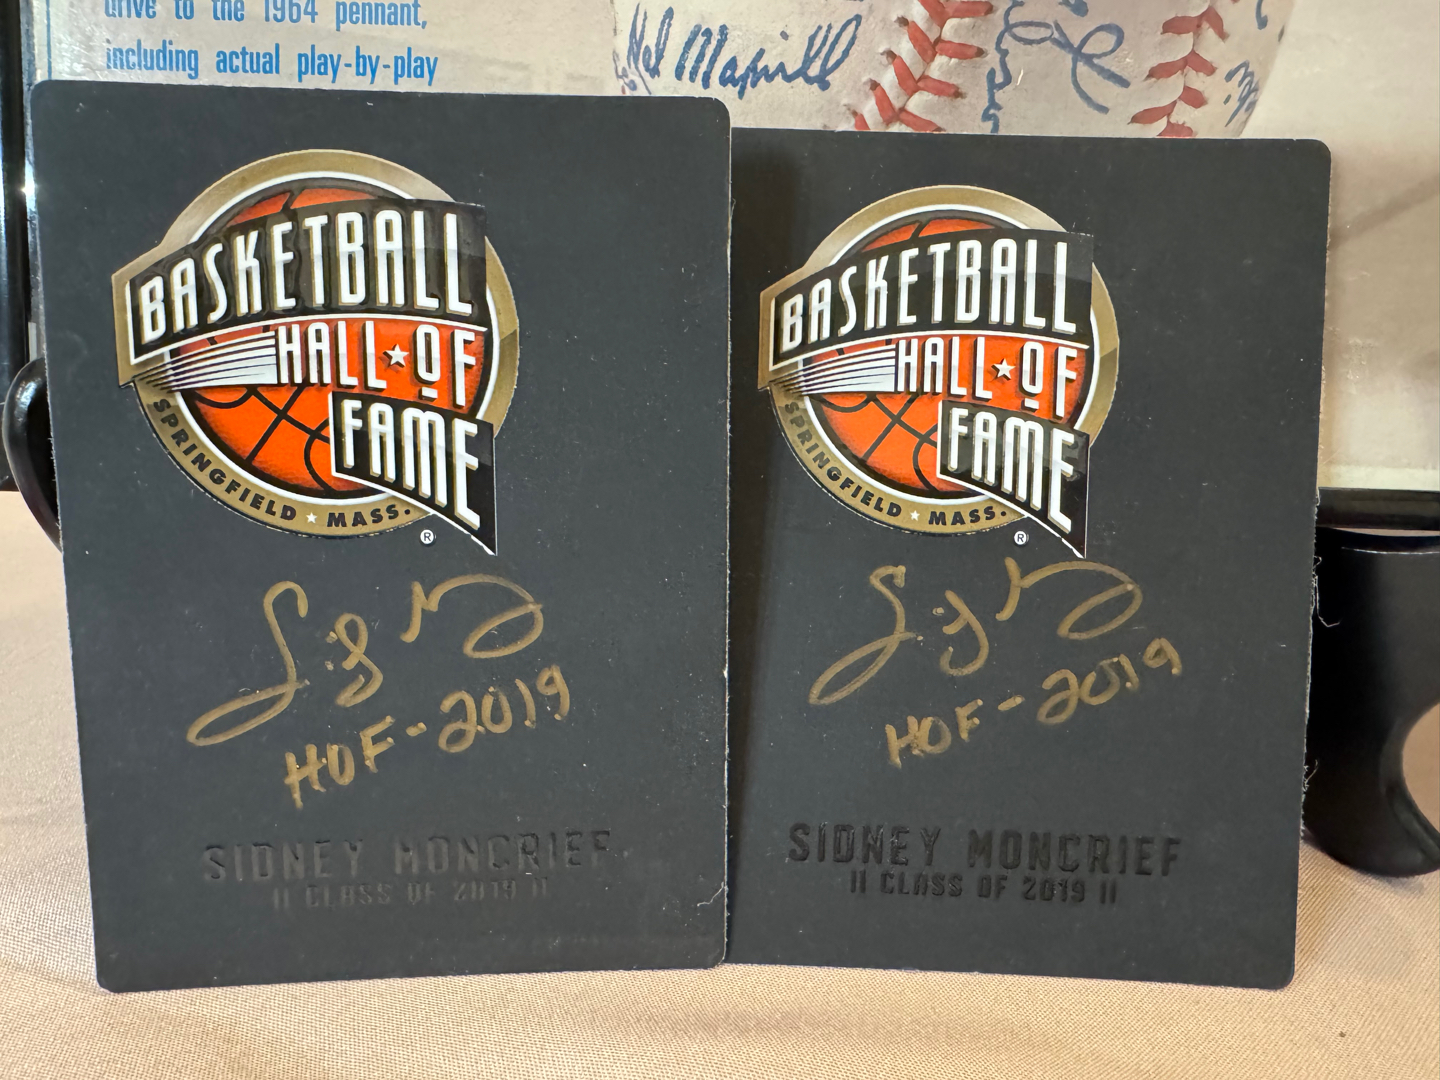 drive to the 1964 pennant,
including actual play-by-play
BASKETBALL
HALL OF
FAME
SPRINGFIELD MASS.
®
HOF-2019
SIDNEY MONCRIEF
|| CLASS OF 2019 ||
BASKETBALL
HALL OF
FAME
SPRINGFIELD MASS.
®
HOF-2019
SIDNEY MONCRIEF
|| CLASS OF 2019 ||